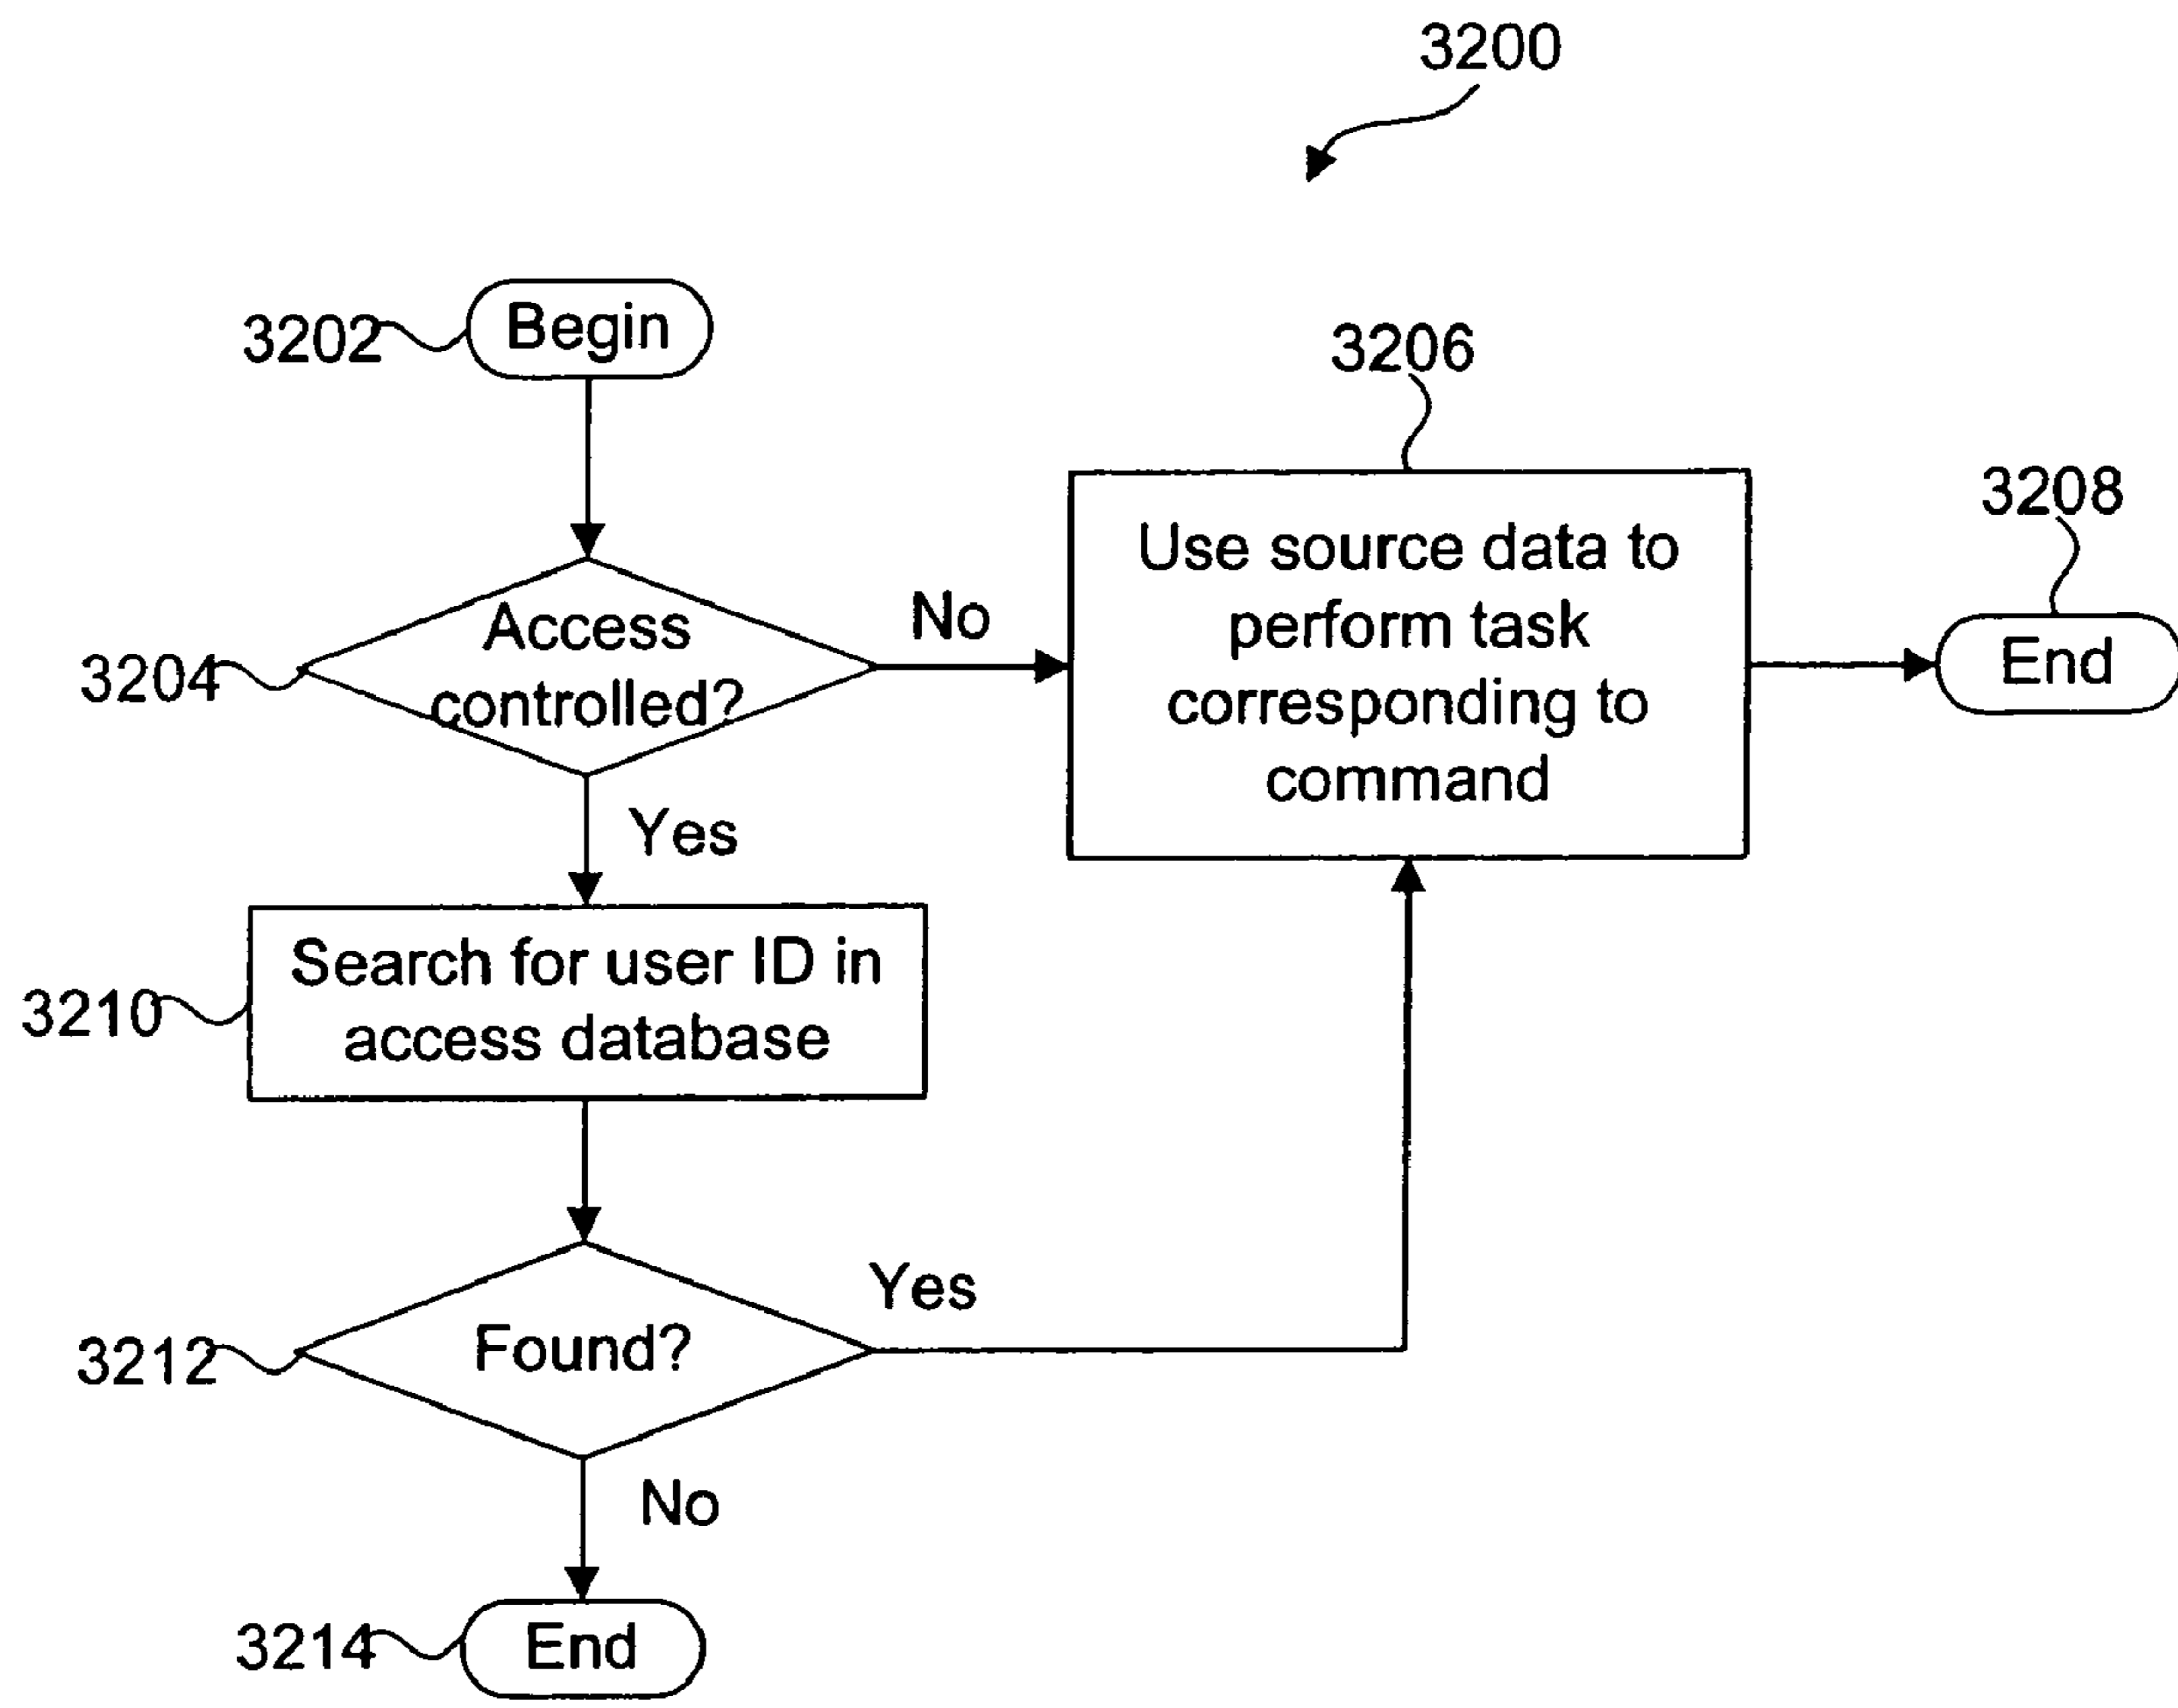 3200
3202
Begin
3206
3208
Use source data to
perform task
corresponding to
command
End
3204
Access
controlled?
No
Yes
3210
Search for user ID in
access database
3212
Found?
Yes
No
3214
End